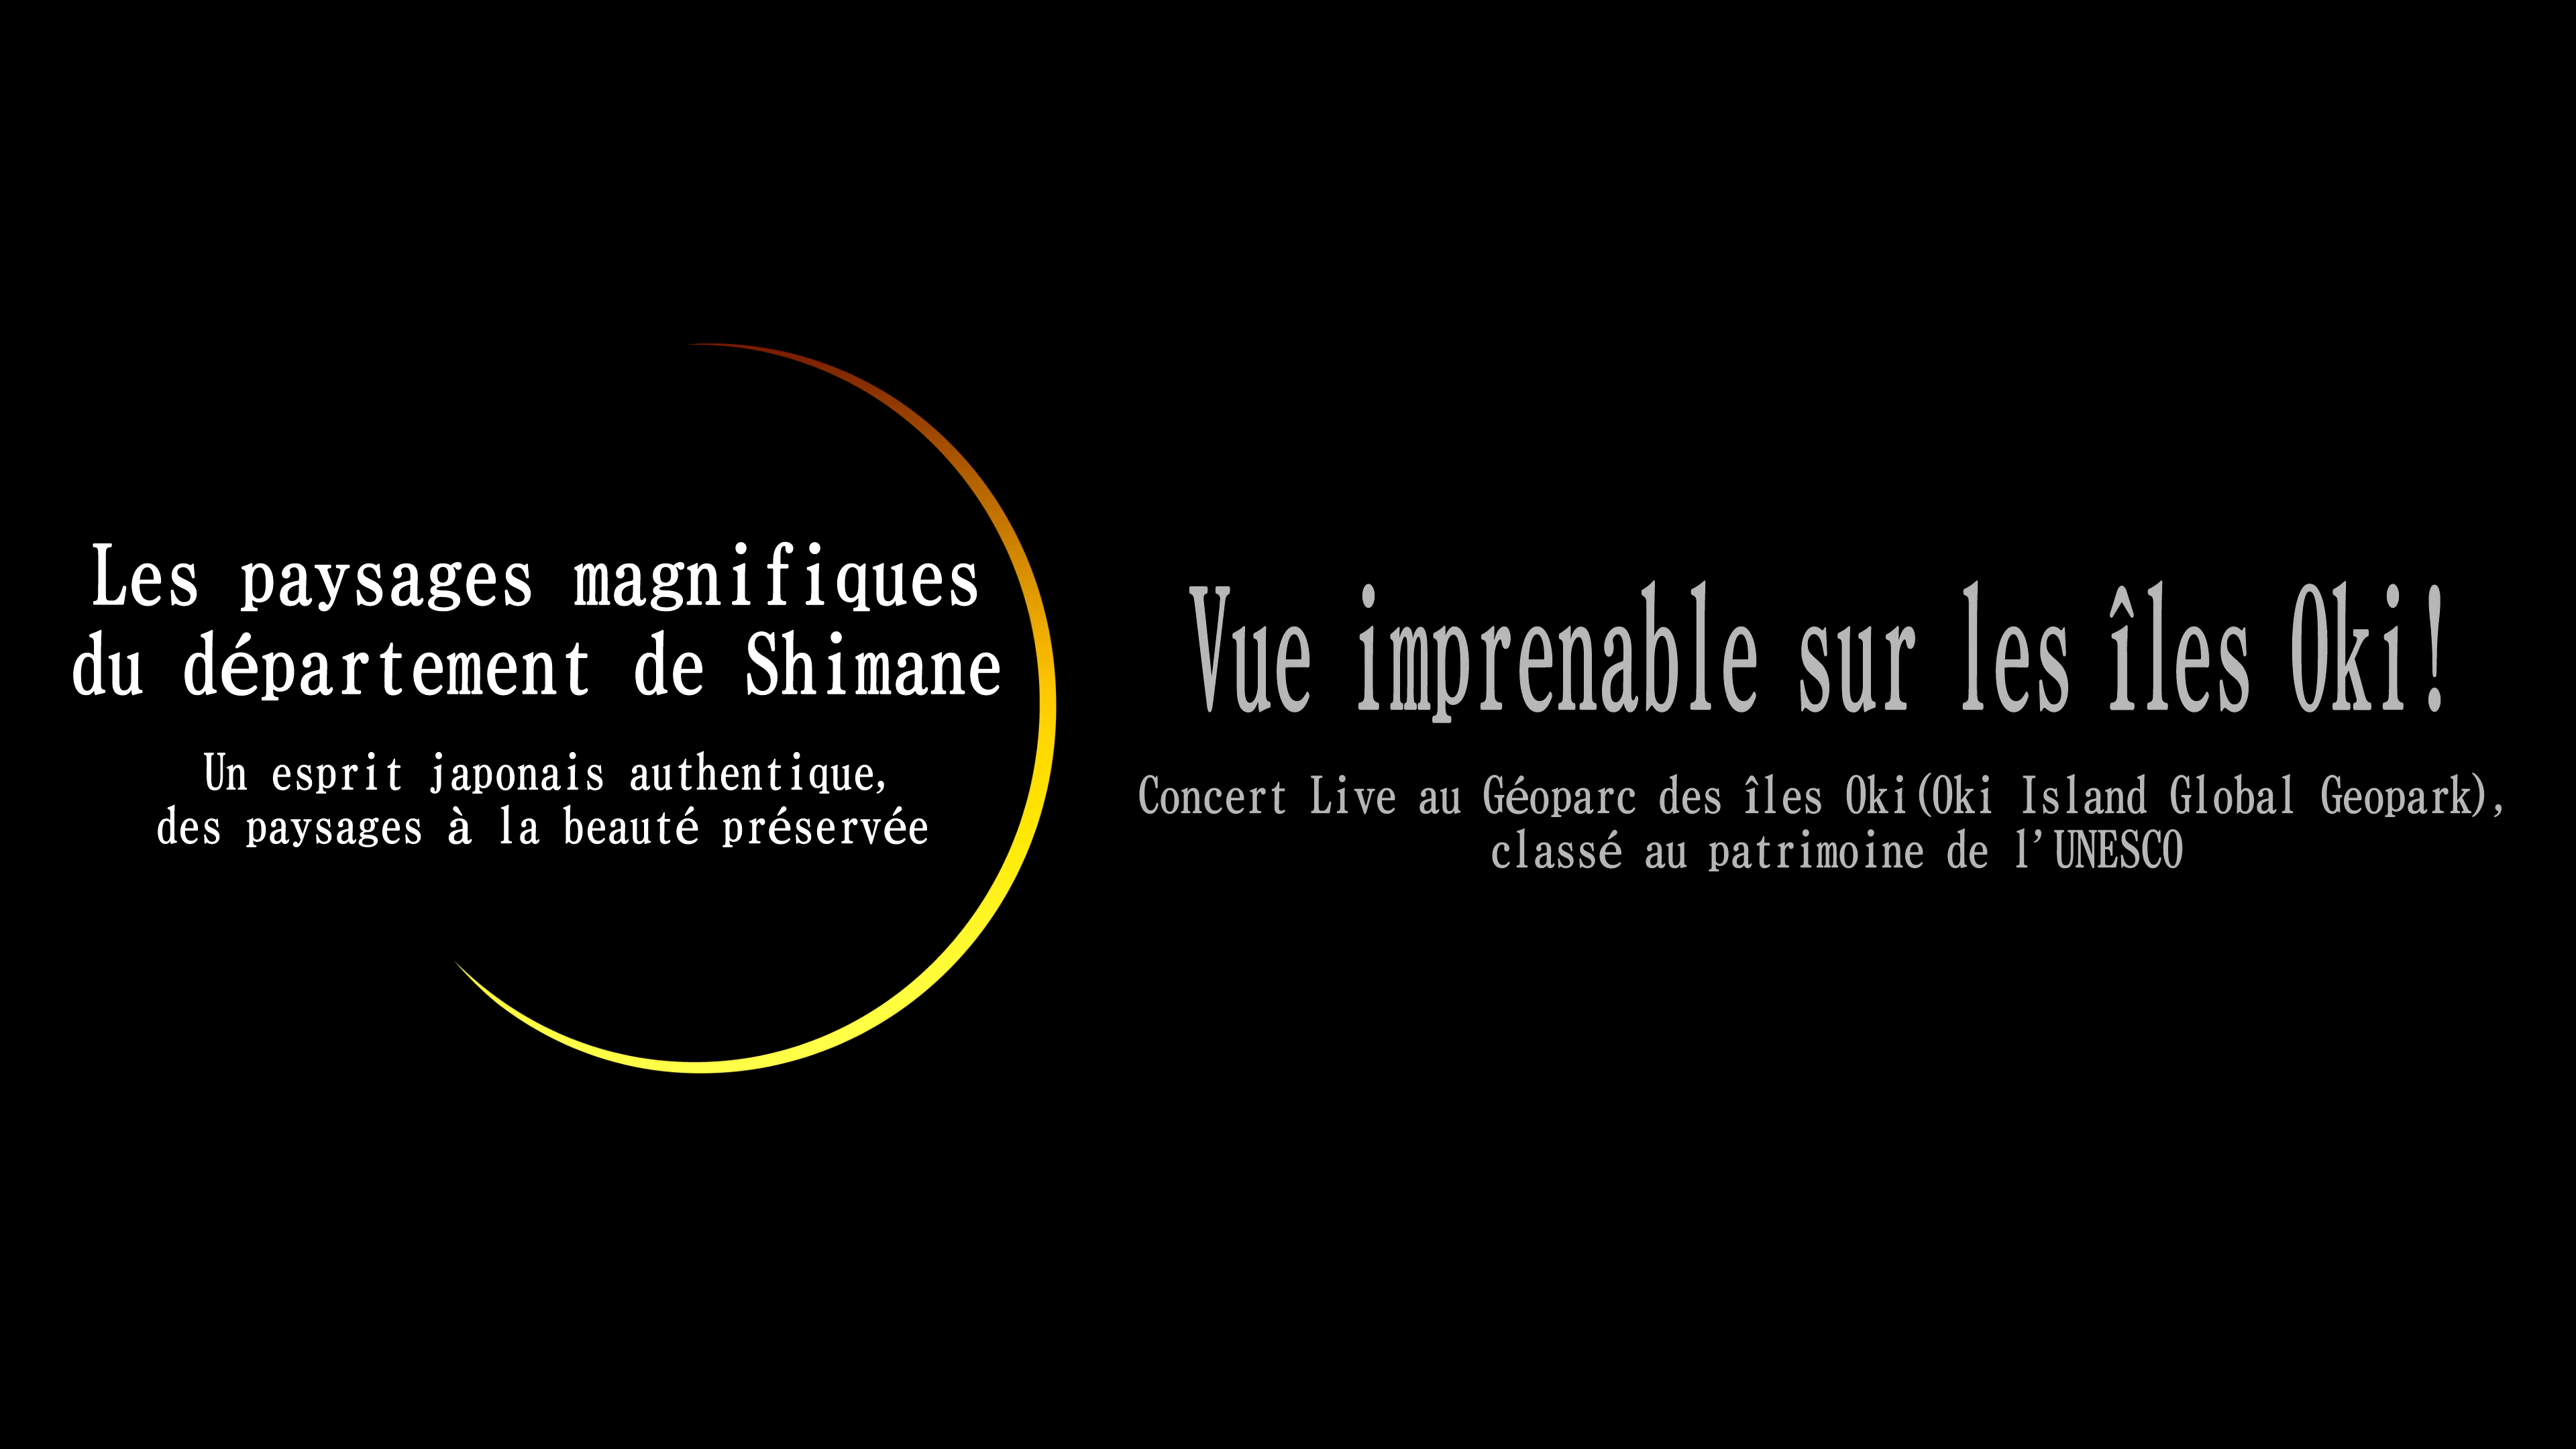 Les paysages magnifiques
du département de Shimane
Un esprit japonais authentique,
des paysages à la beauté préservée
Vue imprenable sur les îles Oki!
Concert Live au Géoparc des îles Oki(Oki Island Global Geopark),
classé au patrimoine de l'UNESCO